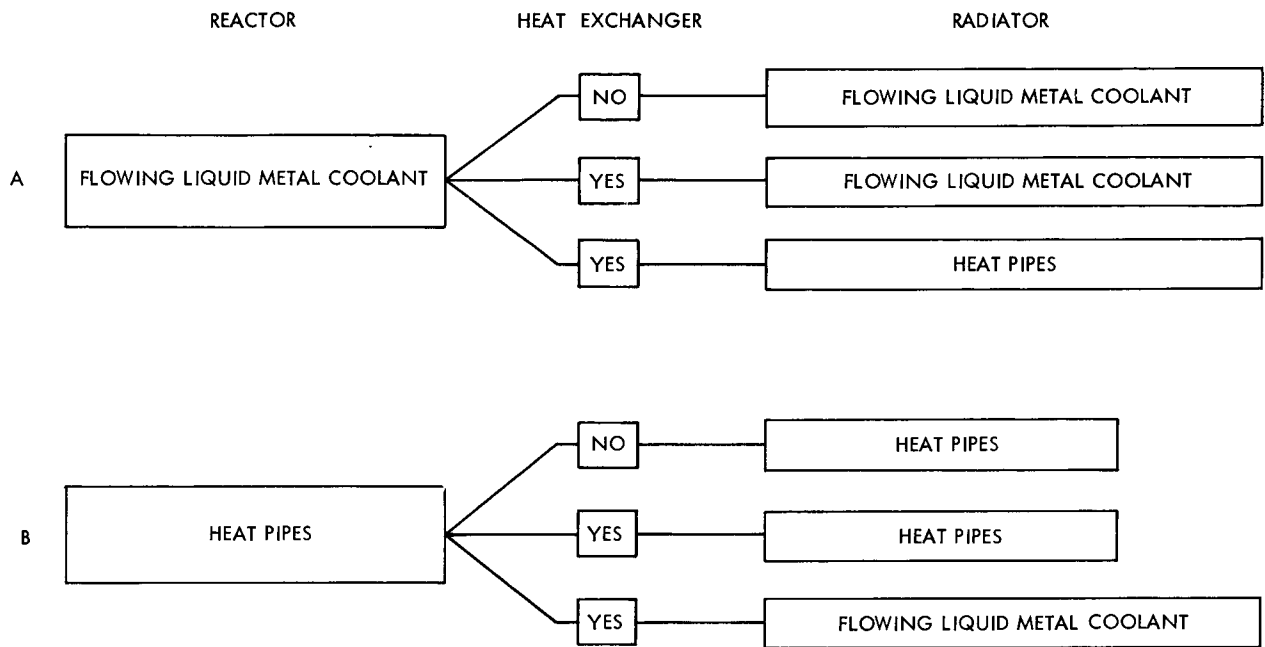 REACTOR HEAT EXCHANGER RADIATOR
NO FLOWING LIQUID METAL COOLANT
A FLOWING LIQUID METAL COOLANT YES FLOWING LIQUID METAL COOLANT
YES HEAT PIPES
NO HEAT PIPES
B HEAT PIPES YES HEAT PIPES
YES FLOWING LIQUID METAL COOLANT